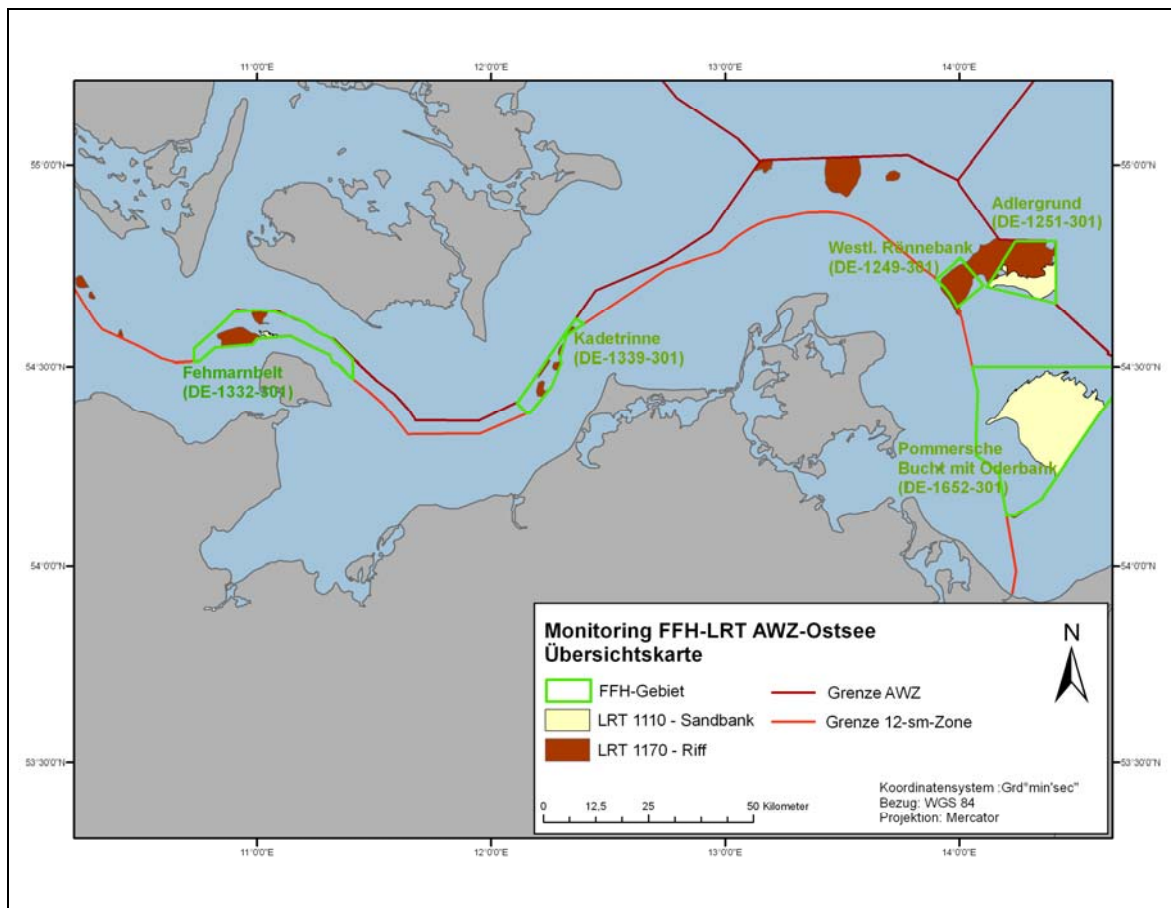 11°0'0"E 12°0'0"E 13°0'0"E 14°0'0"E
55°0'0"N 55°0'0"N
Adlergrund
(DE-1251-301)
Westl. Rönnebank
(DE-1249-301)
Kadetrinne
(DE-1339-301)
54°30'0"N 54°30'0"N
Fehmarnbelt
(DE-1332-301)
Pommersche
Bucht mit Oderbank
(DE-1652-301)
54°0'0"N 54°0'0"N
Monitoring FFH-LRT AWZ-Ostsee
Übersichtskarte
N
FFH-Gebiet
Grenze AWZ
LRT 1110 - Sandbank
Grenze 12-sm-Zone
LRT 1170 - Riff
53°30'0"N 53°30'0"N
0 12,5 25 50 Kilometer
Koordinatensystem :Grd°min'sec"
Bezug: WGS 84
Projektion: Mercator
11°0'0"E 12°0'0"E 13°0'0"E 14°0'0"E